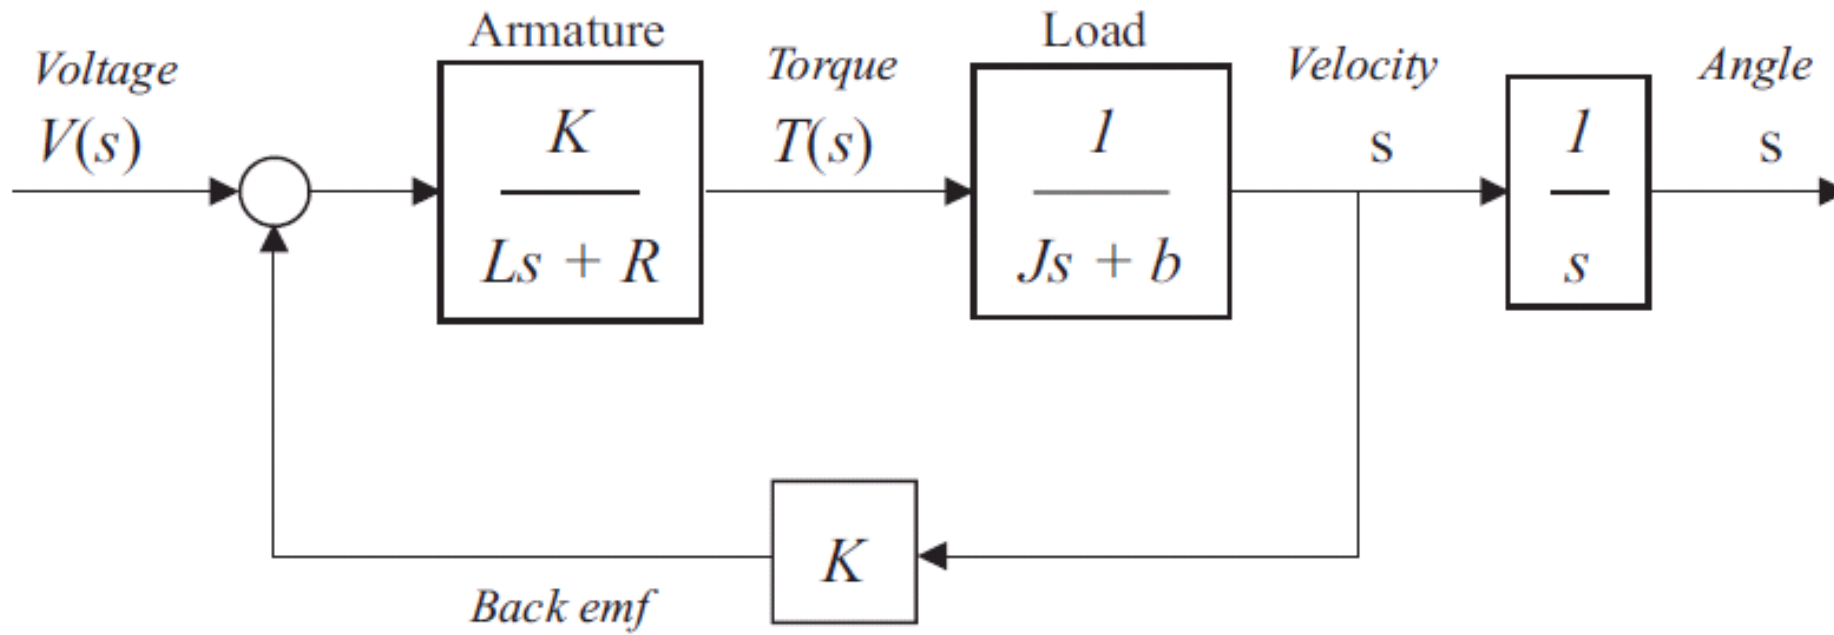 Voltage
V(s)
Armature
K
Ls + R
Torque
T(s)
Load
1
Js + b
Velocity
s
1
s
Angle
s
K
Back emf